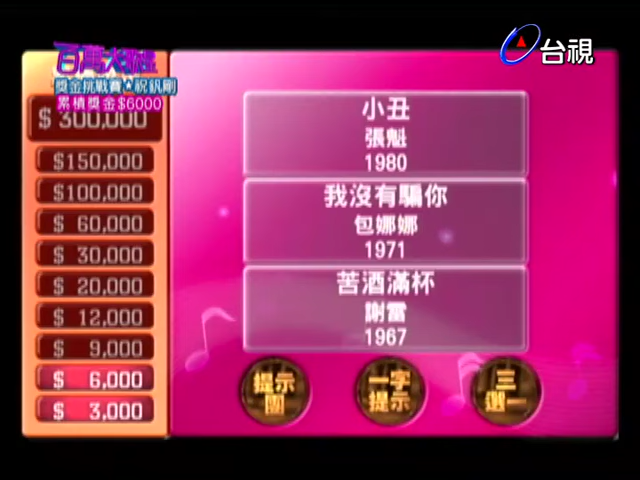 百萬大歌星
獎金挑戰賽★祝釩剛
累積獎金$6000
台視
$ 300,000
$150,000
$100,000
$ 60,000
$ 30,000
$ 20,000
$ 12,000
$ 9,000
$ 6,000
$ 3,000
小丑
張魁
1980
我沒有騙你
包娜娜
1971
苦酒滿杯
謝雷
1967
提示
團
一字
提示
三
選一